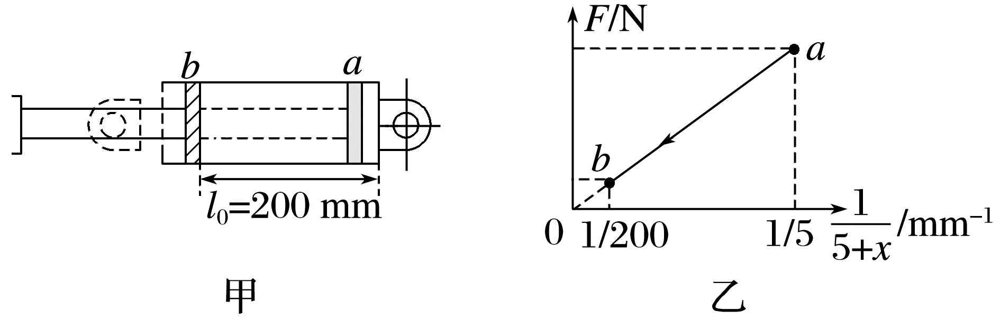 b
a
l₀=200 mm
甲
F/N
a
b
0
1/200
1/5
1/(5+x) /mm⁻¹
乙